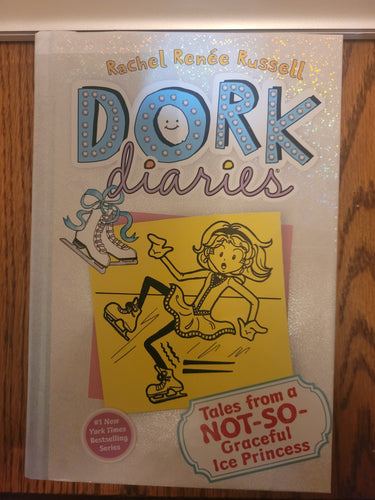 Rachel Renée Russell
DORK
diaries
#1 New
York Times
Bestselling
Series
Tales from a
NOT-SO-
Graceful
Ice Princess